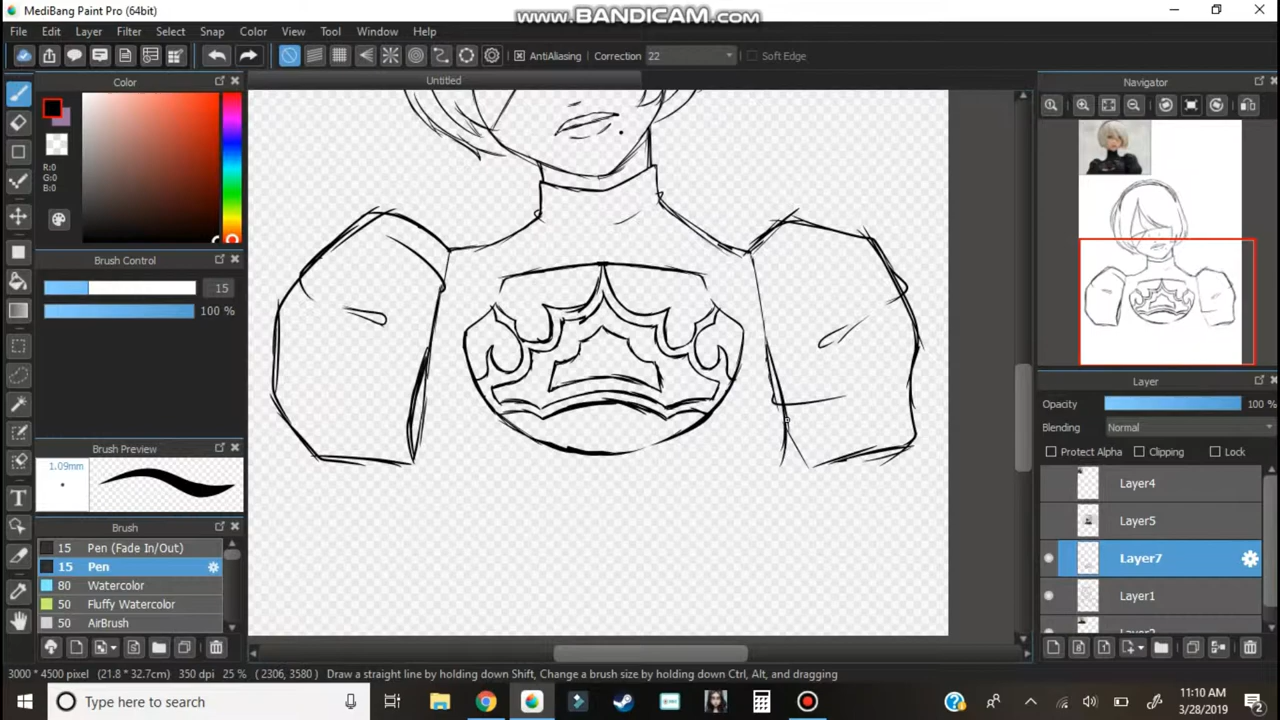 MediBang Paint Pro (64bit)
www.BANDICAM.com
File Edit Layer Filter Select Snap Color View Tool Window Help
AntiAliasing Correction 22 Soft Edge
Color
Untitled
Navigator
R:0
G:0
B:0
Brush Control
15
100 %
Layer
Opacity 100 %
Blending Normal
Protect Alpha Clipping Lock
Brush Preview
1.09mm
Layer4
Layer5
Layer7
Layer1
Brush
15 Pen (Fade In/Out)
15 Pen
80 Watercolor
50 Fluffy Watercolor
50 AirBrush
3000 * 4500 pixel (21.8 * 32.7cm) 350 dpi 25 % (2306, 3580) Draw a straight line by holding down Shift, Change a brush size by holding down Ctrl, Alt, and dragging
Type here to search
11:10 AM
3/28/2019